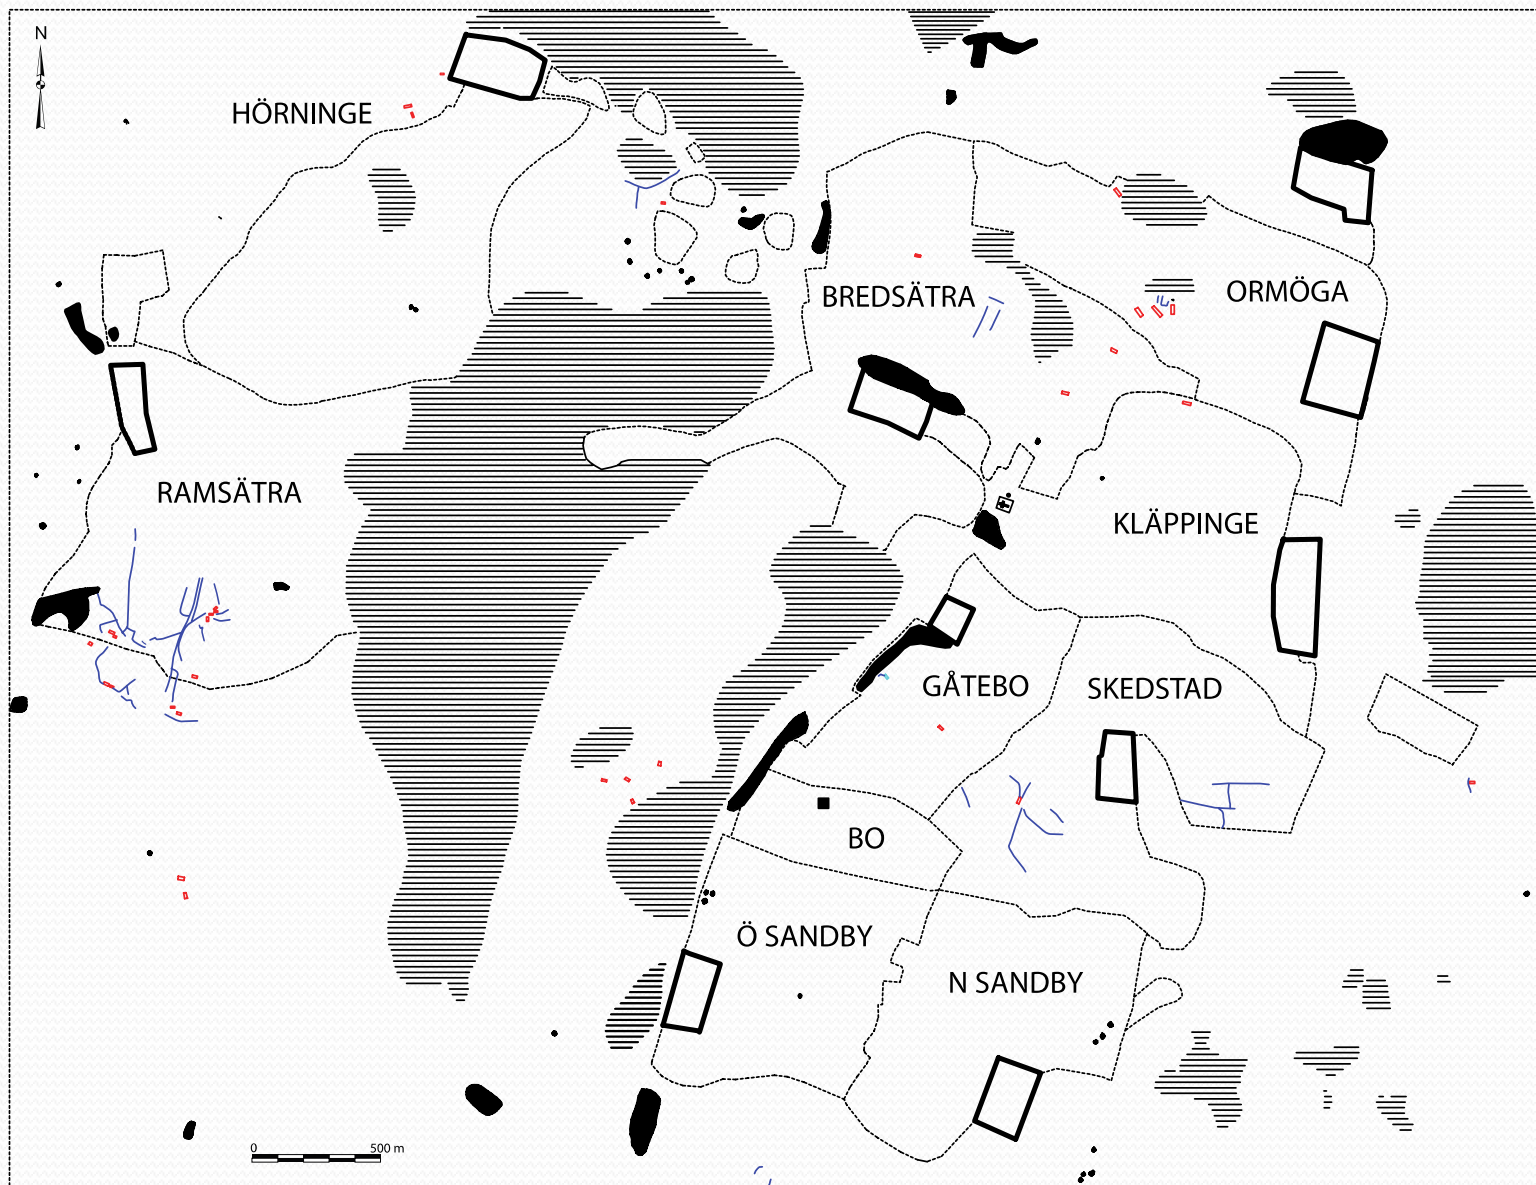 N
HÖRNINGE
BREDSÄTRA
ORMÖGA
RAMSÄTRA
KLÄPPINGE
GÅTEBO
SKEDSTAD
BO
Ö SANDBY
N SANDBY
0 500 m